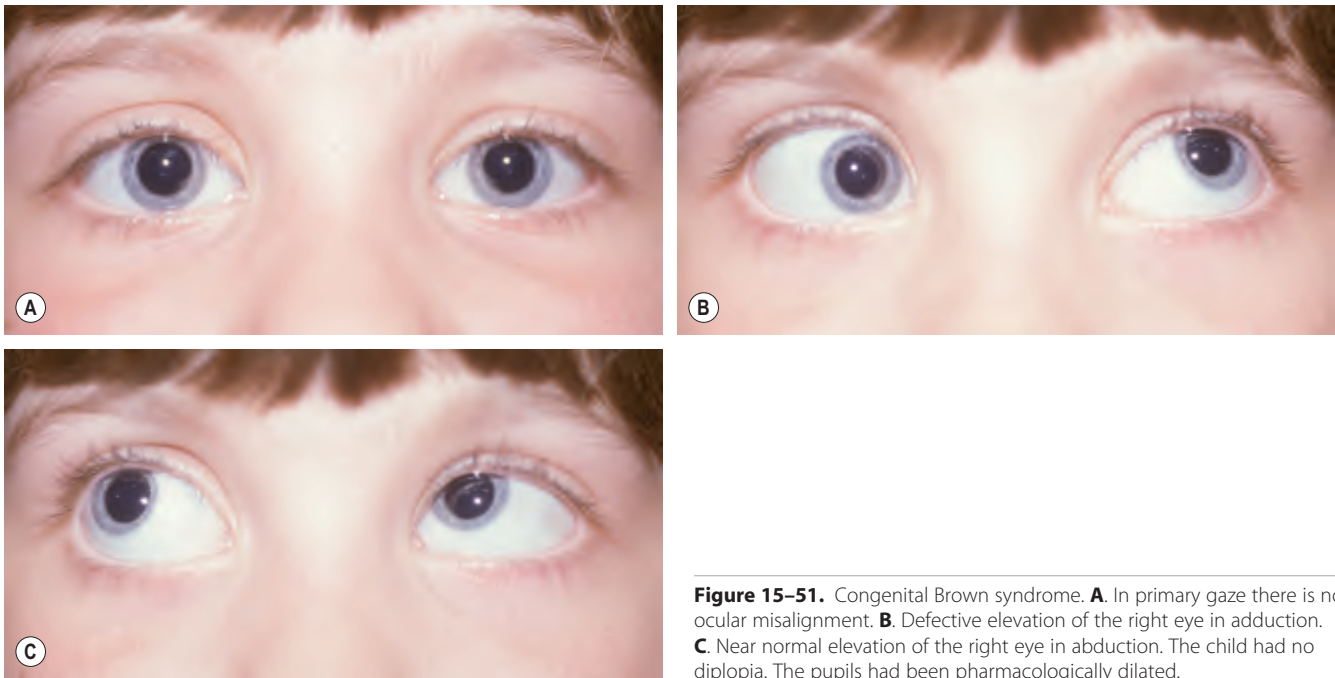 A
B
C
Figure 15–51. Congenital Brown syndrome. A. In primary gaze there is no
ocular misalignment. B. Defective elevation of the right eye in adduction.
C. Near normal elevation of the right eye in abduction. The child had no
diplopia. The pupils had been pharmacologically dilated.